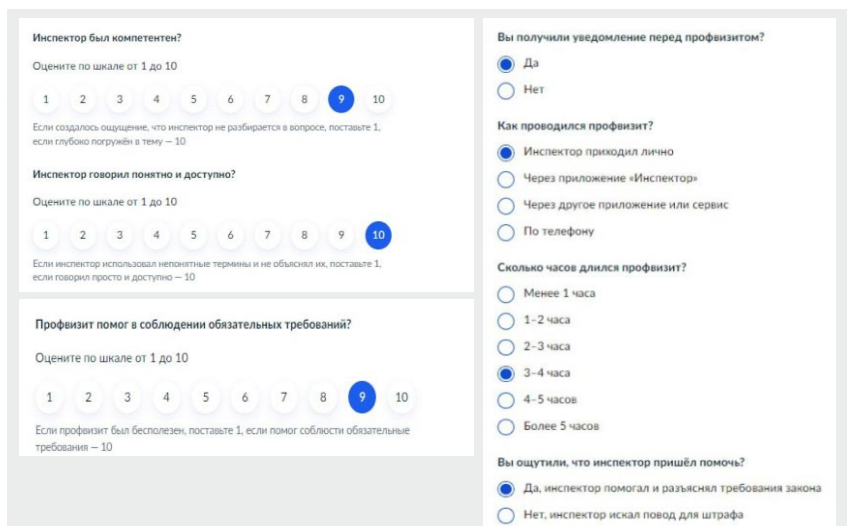 Инспектор был компетентен?
Оцените по шкале от 1 до 10
1 2 3 4 5 6 7 8 9 10
Если создалось ощущение, что инспектор не разбирается в вопросе, поставьте 1,
если глубоко погружён в тему — 10
Инспектор говорил понятно и доступно?
Оцените по шкале от 1 до 10
1 2 3 4 5 6 7 8 9 10
Если инспектор использовал непонятные термины и не объяснял их, поставьте 1,
если говорил просто и доступно — 10
Профвизит помог в соблюдении обязательных требований?
Оцените по шкале от 1 до 10
1 2 3 4 5 6 7 8 9 10
Если профвизит был бесполезен, поставьте 1, если помог соблюсти обязательные
требования — 10
Вы получили уведомление перед профвизитом?
Да
Нет
Как проводился профвизит?
Инспектор приходил лично
Через приложение «Инспектор»
Через другое приложение или сервис
По телефону
Сколько часов длился профвизит?
Менее 1 часа
1–2 часа
2–3 часа
3–4 часа
4–5 часов
Более 5 часов
Вы ощутили, что инспектор пришёл помочь?
Да, инспектор помогал и разъяснял требования закона
Нет, инспектор искал повод для штрафа